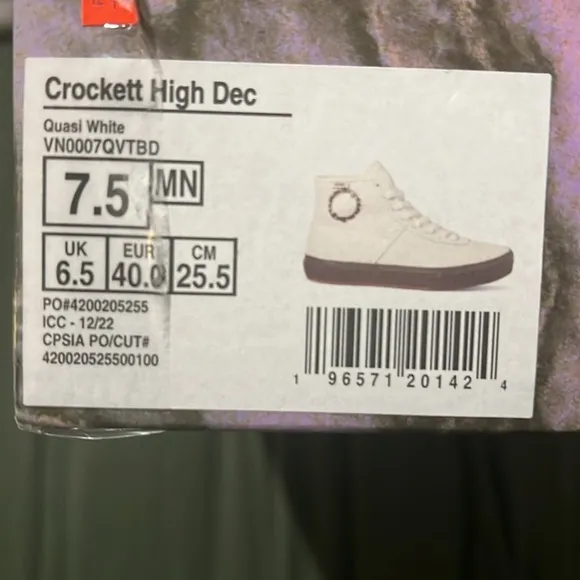 Crockett High Dec
Quasi White
VN0007QVTBD
7.5 MN
UK EUR CM
6.5 40.0 25.5
PO#4200205255
ICC - 12/22
CPSIA PO/CUT#
420020525500100
1 96571 20142 4